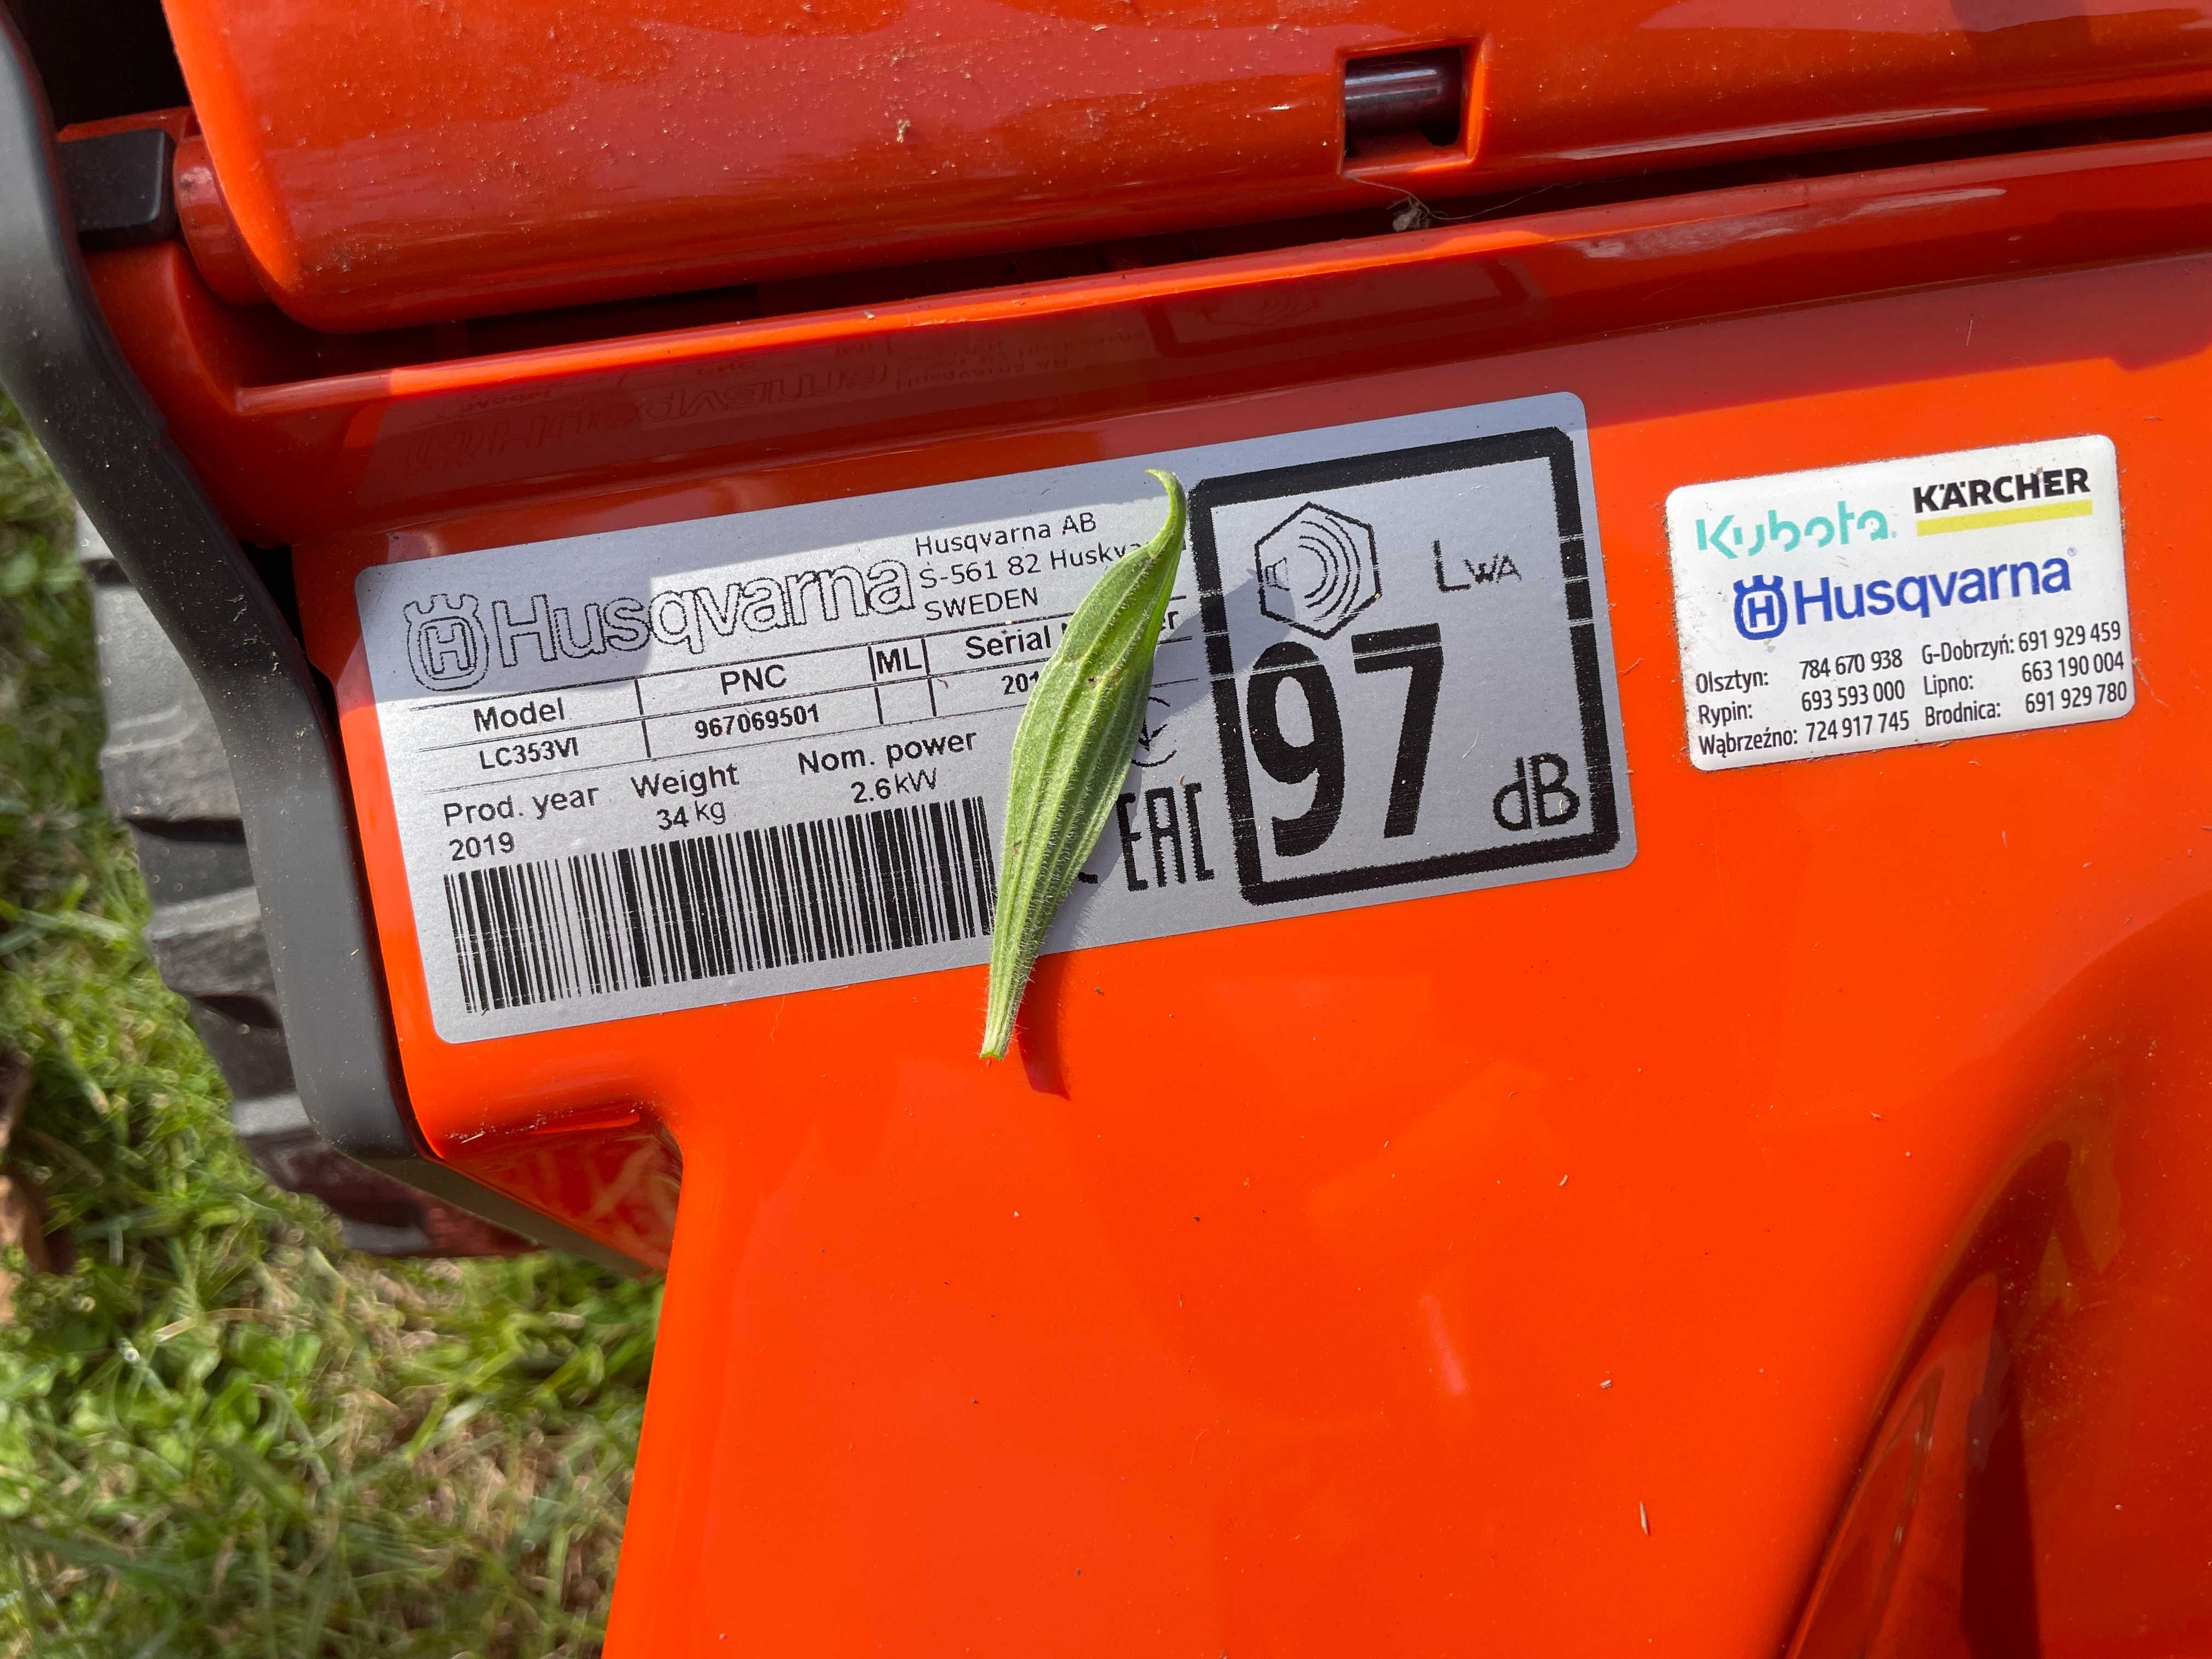 Husqvarna
Husqvarna AB
S-561 82
SWEDEN
Model PNC ML Serial
LC353VI 967069501
Prod. year Weight Nom. power
2019 34 kg 2.6 kW
EAC
LWA
97
dB
Kubota KÄRCHER
Husqvarna
Olsztyn: 784 670 938 G-Dobrzyń: 691 929 459
Rypin: 693 593 000 Lipno: 663 190 004
Wąbrzeźno: 724 917 745 Brodnica: 691 929 780